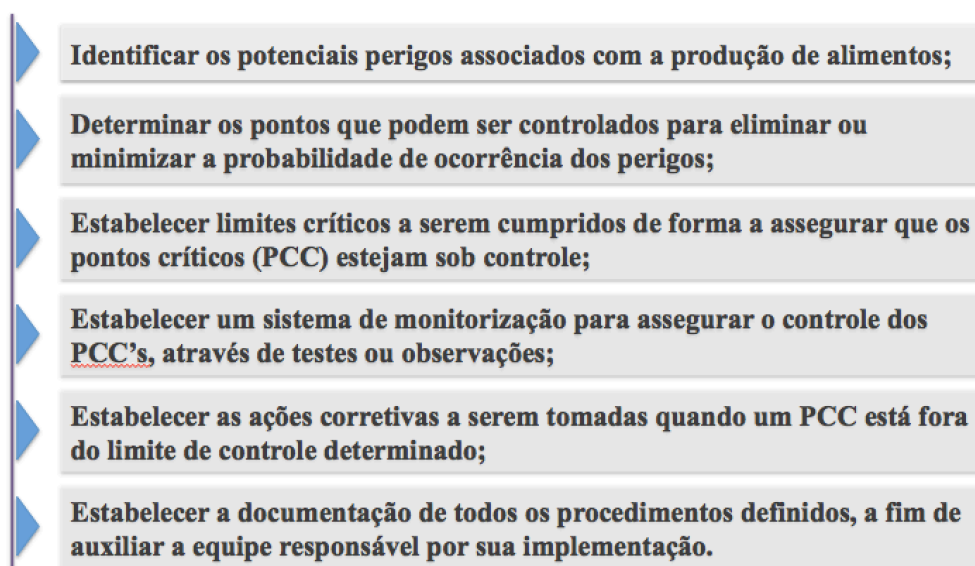 Identificar os potenciais perigos associados com a produção de alimentos;
Determinar os pontos que podem ser controlados para eliminar ou
minimizar a probabilidade de ocorrência dos perigos;
Estabelecer limites críticos a serem cumpridos de forma a assegurar que os
pontos críticos (PCC) estejam sob controle;
Estabelecer um sistema de monitorização para assegurar o controle dos
PCC’s, através de testes ou observações;
Estabelecer as ações corretivas a serem tomadas quando um PCC está fora
do limite de controle determinado;
Estabelecer a documentação de todos os procedimentos definidos, a fim de
auxiliar a equipe responsável por sua implementação.